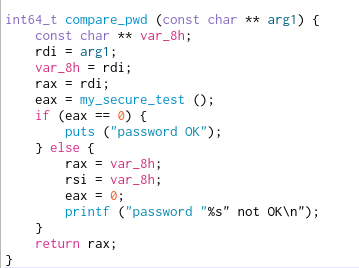 int64_t compare_pwd (const char ** arg1) {
const char ** var_8h;
rdi = arg1;
var_8h = rdi;
rax = rdi;
eax = my_secure_test ();
if (eax == 0) {
puts ("password OK");
} else {
rax = var_8h;
rsi = var_8h;
eax = 0;
printf ("password "%s" not OK\n");
}
return rax;
}